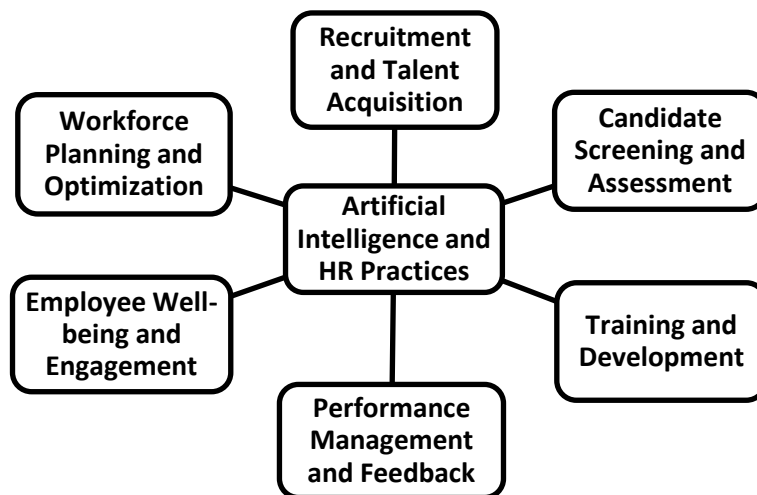 Recruitment
and Talent
Acquisition
Workforce
Planning and
Optimization
Candidate
Screening and
Assessment
Artificial
Intelligence and
HR Practices
Employee Well-
being and
Engagement
Training and
Development
Performance
Management
and Feedback